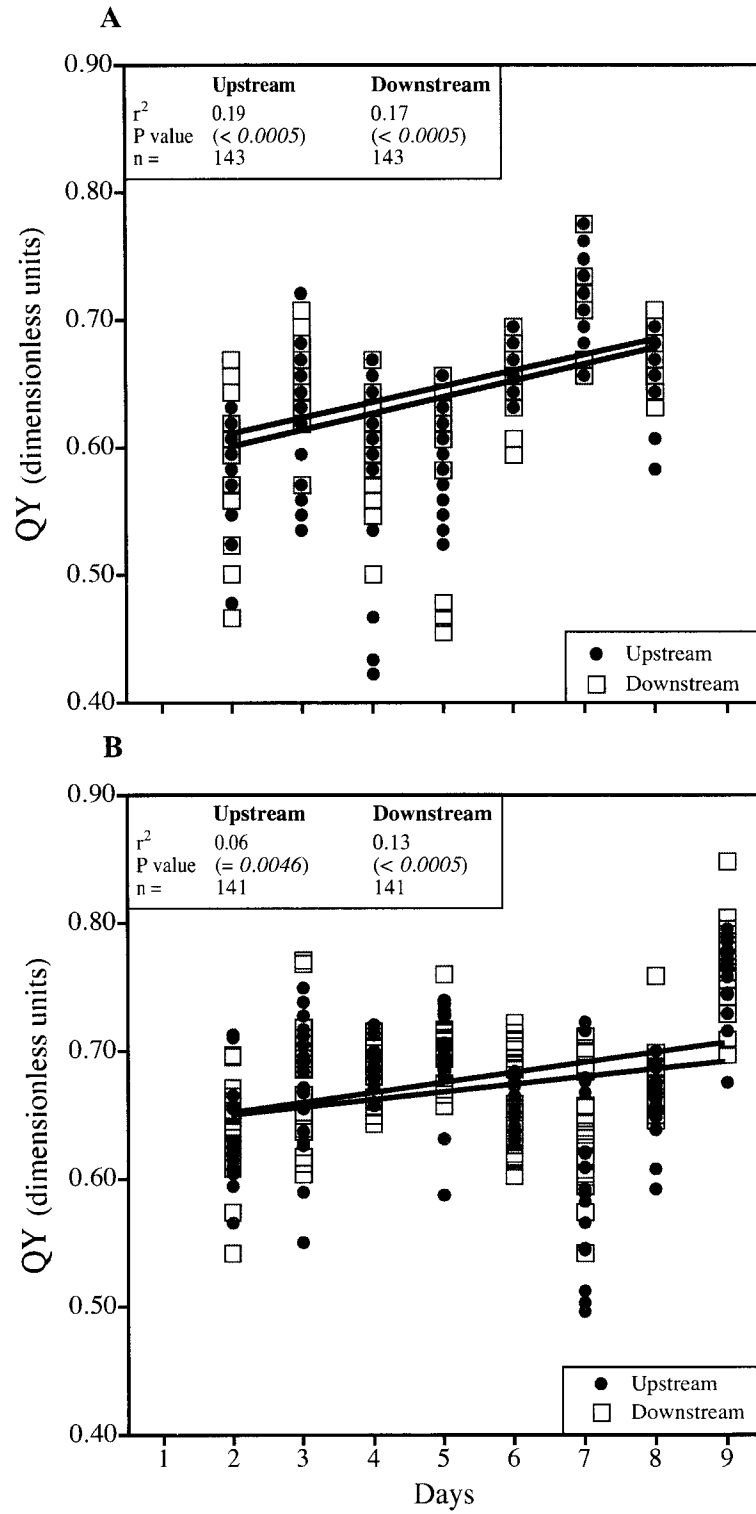 A
0.90
Upstream Downstream
r² 0.19 0.17
P value (< 0.0005) (< 0.0005)
n = 143 143
0.80
0.70
0.60
0.50
0.40
QY (dimensionless units)
Upstream
Downstream
B
0.90
Upstream Downstream
r² 0.06 0.13
P value (= 0.0046) (< 0.0005)
n = 141 141
0.80
0.70
0.60
0.50
0.40
QY (dimensionless units)
Upstream
Downstream
1 2 3 4 5 6 7 8 9
Days